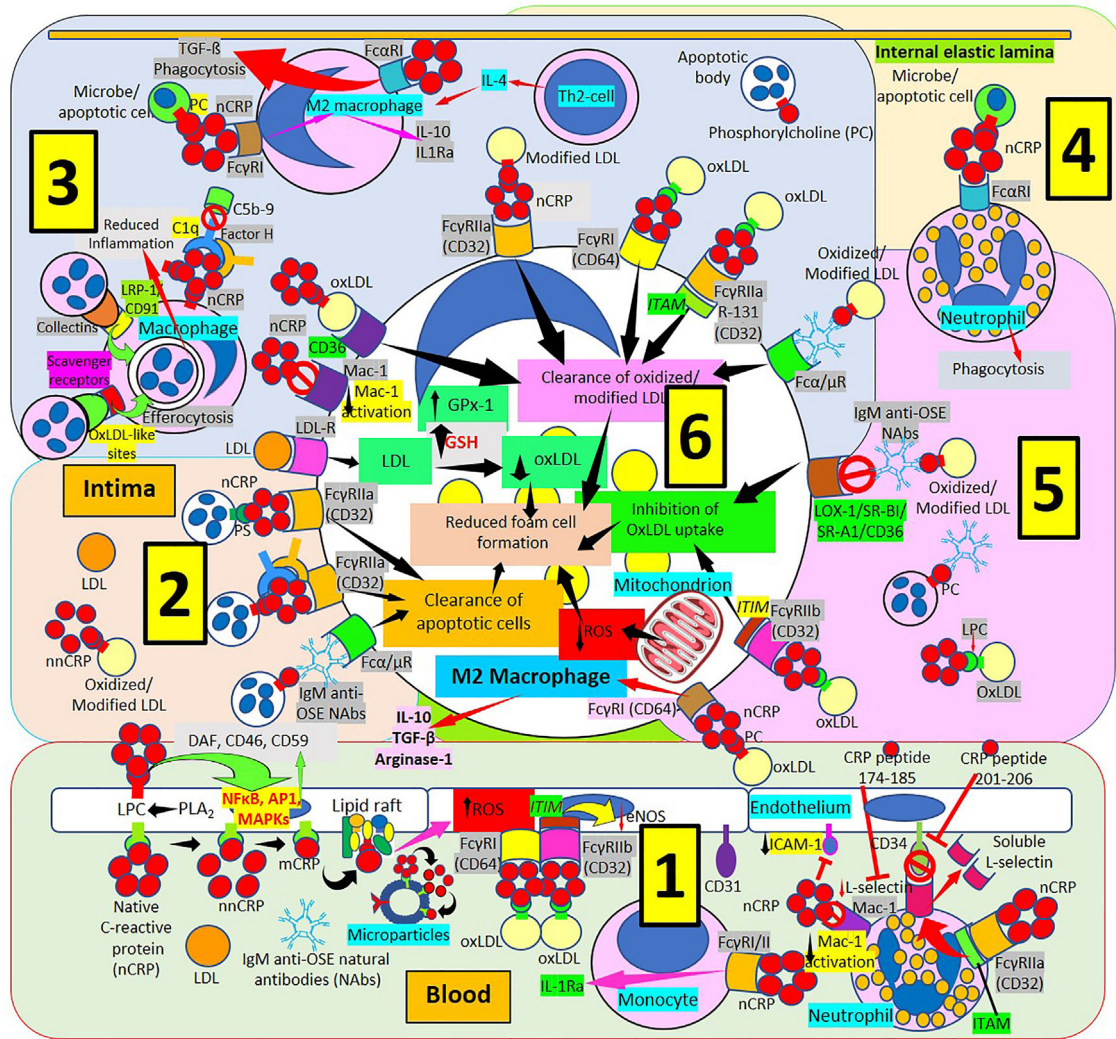 TGF-ß
Phagocytosis
FcαRI
Microbe/
apoptotic cell
PC
nCRP
M2 macrophage
IL-4
Th2-cell
IL-10
IL1Ra
FcγRI
Apoptotic
body
Phosphorylcholine (PC)
Internal elastic lamina
Microbe/
apoptotic cell
nCRP
FcαRI
4
Neutrophil
Phagocytosis
3
C5b-9
C1q
Factor H
Reduced
Inflammation
nCRP
LRP-1/
CD91
Collectins
Macrophage
Scavenger
receptors
Efferocytosis
OxLDL-like
sites
Modified LDL
nCRP
FcγRIIa
(CD32)
oxLDL
FcγRI
(CD64)
oxLDL
ITAM
FcγRIIa
R-131
(CD32)
Oxidized/
Modified LDL
Fcα/μR
oxLDL
nCRP
CD36
Mac-1
Mac-1
activation
Clearance of oxidized/
modified LDL
GPx-1
GSH
6
LDL-R
LDL
LDL
oxLDL
IgM anti-OSE
NAbs
Oxidized/
Modified LDL
LOX-1/SR-BI/
SR-A1/CD36
5
Intima
nCRP
PS
FcγRIIa
(CD32)
Reduced foam cell
formation
Inhibition of
OxLDL uptake
LDL
2
FcγRIIa
(CD32)
Clearance of
apoptotic cells
Mitochondrion
ROS
ITIM
FcγRIIb
(CD32)
PC
LPC
OxLDL
nnCRP
Oxidized/
Modified LDL
Fcα/μR
IgM anti-
OSE NAbs
M2 Macrophage
IL-10
TGF-β
Arginase-1
FcγRI (CD64)
nCRP
PC
oxLDL
oxLDL
DAF, CD46, CD59
LPC
PLA2
NFκB, AP1,
MAPKs
Lipid raft
ROS
ITIM
eNOS
Endothelium
CRP peptide
174-185
CRP peptide
201-206
mCRP
nnCRP
Native
C-reactive
protein
(nCRP)
LDL
IgM anti-OSE natural
antibodies (NAbs)
Microparticles
FcγRI
(CD64)
FcγRIIb
(CD32)
oxLDL
oxLDL
1
CD31
ICAM-1
CD34
Soluble
L-selectin
L-selectin
Mac-1
nCRP
nCRP
Mac-1
activation
FcγRIIa
(CD32)
ITAM
Neutrophil
FcγRI/II
nCRP
Monocyte
IL-1Ra
Blood